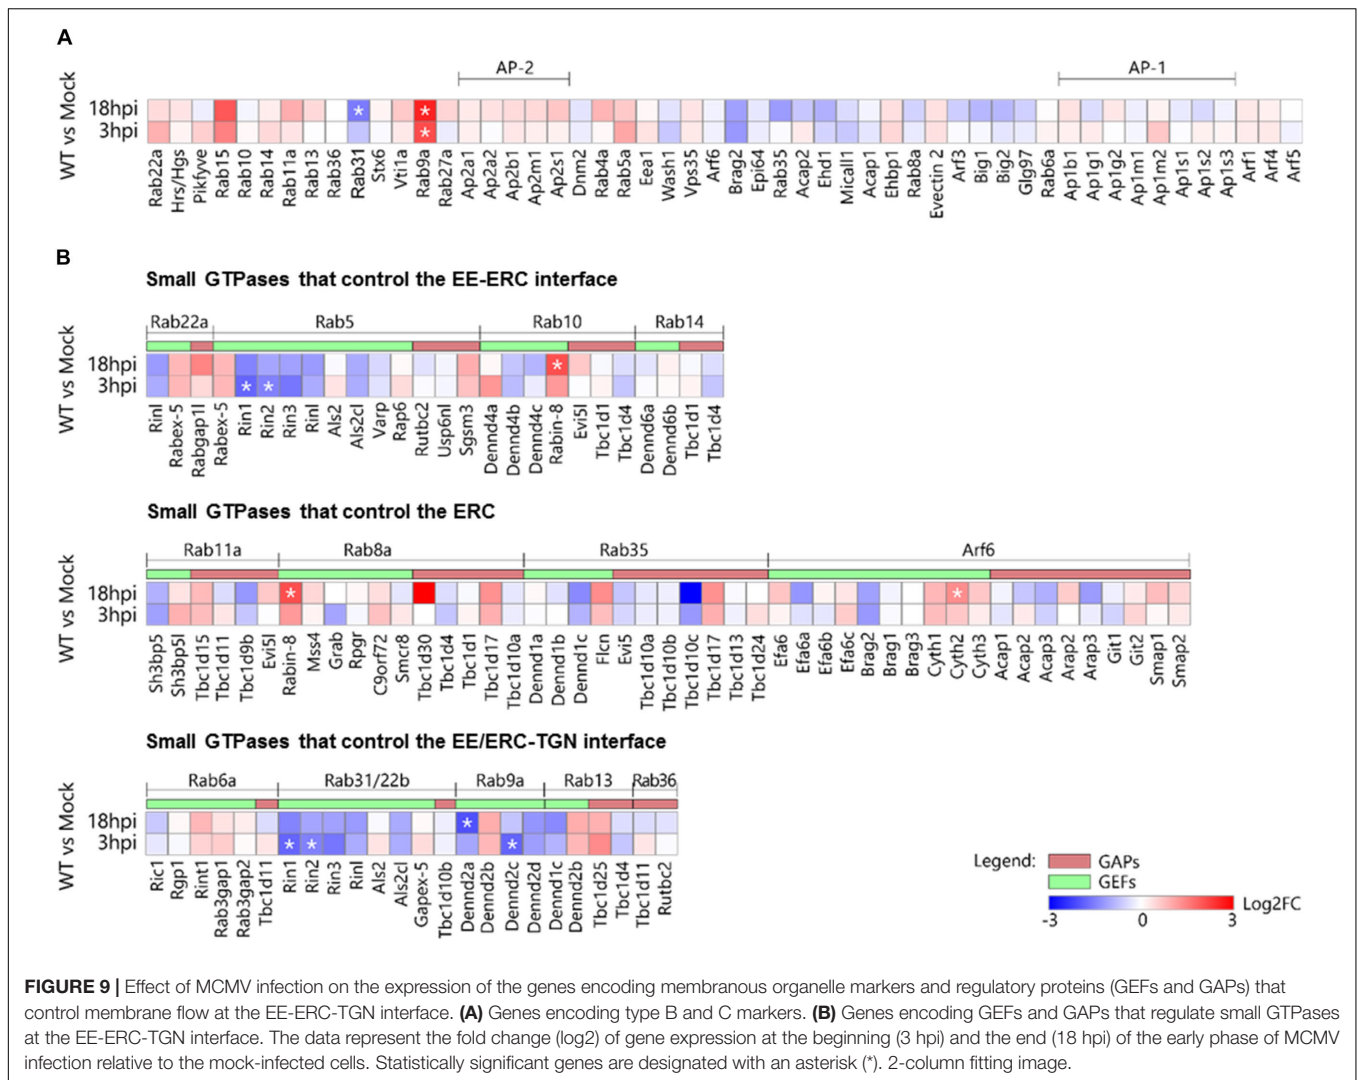 A
AP-2
AP-1
WT vs Mock
18hpi
3hpi
* *
*
Rab22a Hrs/Hgs Pikfyve Rab15 Rab10 Rab14 Rab11a Rab13 Rab36 Rab31 Stx6 Vti1a Rab9a Rab27a Ap2a1 Ap2a2 Ap2b1 Ap2m1 Ap2s1 Dnm2 Rab4a Rab5a Eea1 Wash1 Vps35 Arf6 Brag2 Epi64 Rab35 Acap2 Ehd1 Micall1 Acap1 Ehbp1 Rab8a Evectin 2 Arf3 Big1 Big2 Glg97 Rab6a Ap1b1 Ap1g1 Ap1g2 Ap1m1 Ap1m2 Ap1s1 Ap1s2 Ap1s3 Arf1 Arf4 Arf5
B
Small GTPases that control the EE-ERC interface
Rab22a Rab5 Rab10 Rab14
WT vs Mock
18hpi
*
3hpi
* *
Rinl Rabex-5 Rabgap1l Rabex-5 Rin1 Rin2 Rin3 Rinl Als2 Als2cl Varp Rap6 Rutbc2 Usp6nl Sgsm3 Dennd4a Dennd4b Dennd4c Rabin-8 Evi5l Tbc1d1 Tbc1d4 Dennd6a Dennd6b Tbc1d1 Tbc1d4
Small GTPases that control the ERC
Rab11a Rab8a Rab35 Arf6
WT vs Mock
18hpi
* *
3hpi
Sh3bp5 Sh3bp5l Tbc1d15 Tbc1d11 Tbc1d9b Evi5l Rabin-8 Mss4 Grab Rpgr C9orf72 Smcr8 Tbc1d30 Tbc1d4 Tbc1d1 Tbc1d17 Tbc1d10a Dennd1a Dennd1b Dennd1c Flcn Evi5 Tbc1d10a Tbc1d10b Tbc1d10c Tbc1d17 Tbc1d13 Tbc1d24 Efa6 Efa6a Efa6b Efa6c Brag2 Brag1 Brag3 Cyth1 Cyth2 Cyth3 Acap1 Acap2 Acap3 Arap2 Arap3 Git1 Git2 Smap1 Smap2
Small GTPases that control the EE/ERC-TGN interface
Rab6a Rab31/22b Rab9a Rab13 Rab36
WT vs Mock
18hpi
*
3hpi
* * *
Ric1 Rgp1 Rint1 Rab3gap1 Rab3gap2 Tbc1d11 Rin1 Rin2 Rin3 Rinl Als2 Als2cl Gapex-5 Tbc1d10b Dennd2a Dennd2b Dennd2c Dennd2d Dennd1c Dennd2b Tbc1d25 Tbc1d4 Tbc1d11 Rutbc2
Legend:
GAPs
GEFs
Log2FC
-3 0 3
FIGURE 9 | Effect of MCMV infection on the expression of the genes encoding membranous organelle markers and regulatory proteins (GEFs and GAPs) that
control membrane flow at the EE-ERC-TGN interface. (A) Genes encoding type B and C markers. (B) Genes encoding GEFs and GAPs that regulate small GTPases
at the EE-ERC-TGN interface. The data represent the fold change (log2) of gene expression at the beginning (3 hpi) and the end (18 hpi) of the early phase of MCMV
infection relative to the mock-infected cells. Statistically significant genes are designated with an asterisk (*). 2-column fitting image.